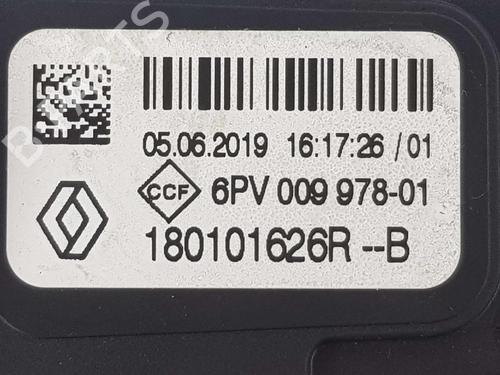 05.06.2019 16:17:26 / 01
CCF 6PV 009 978-01
180101626R --B